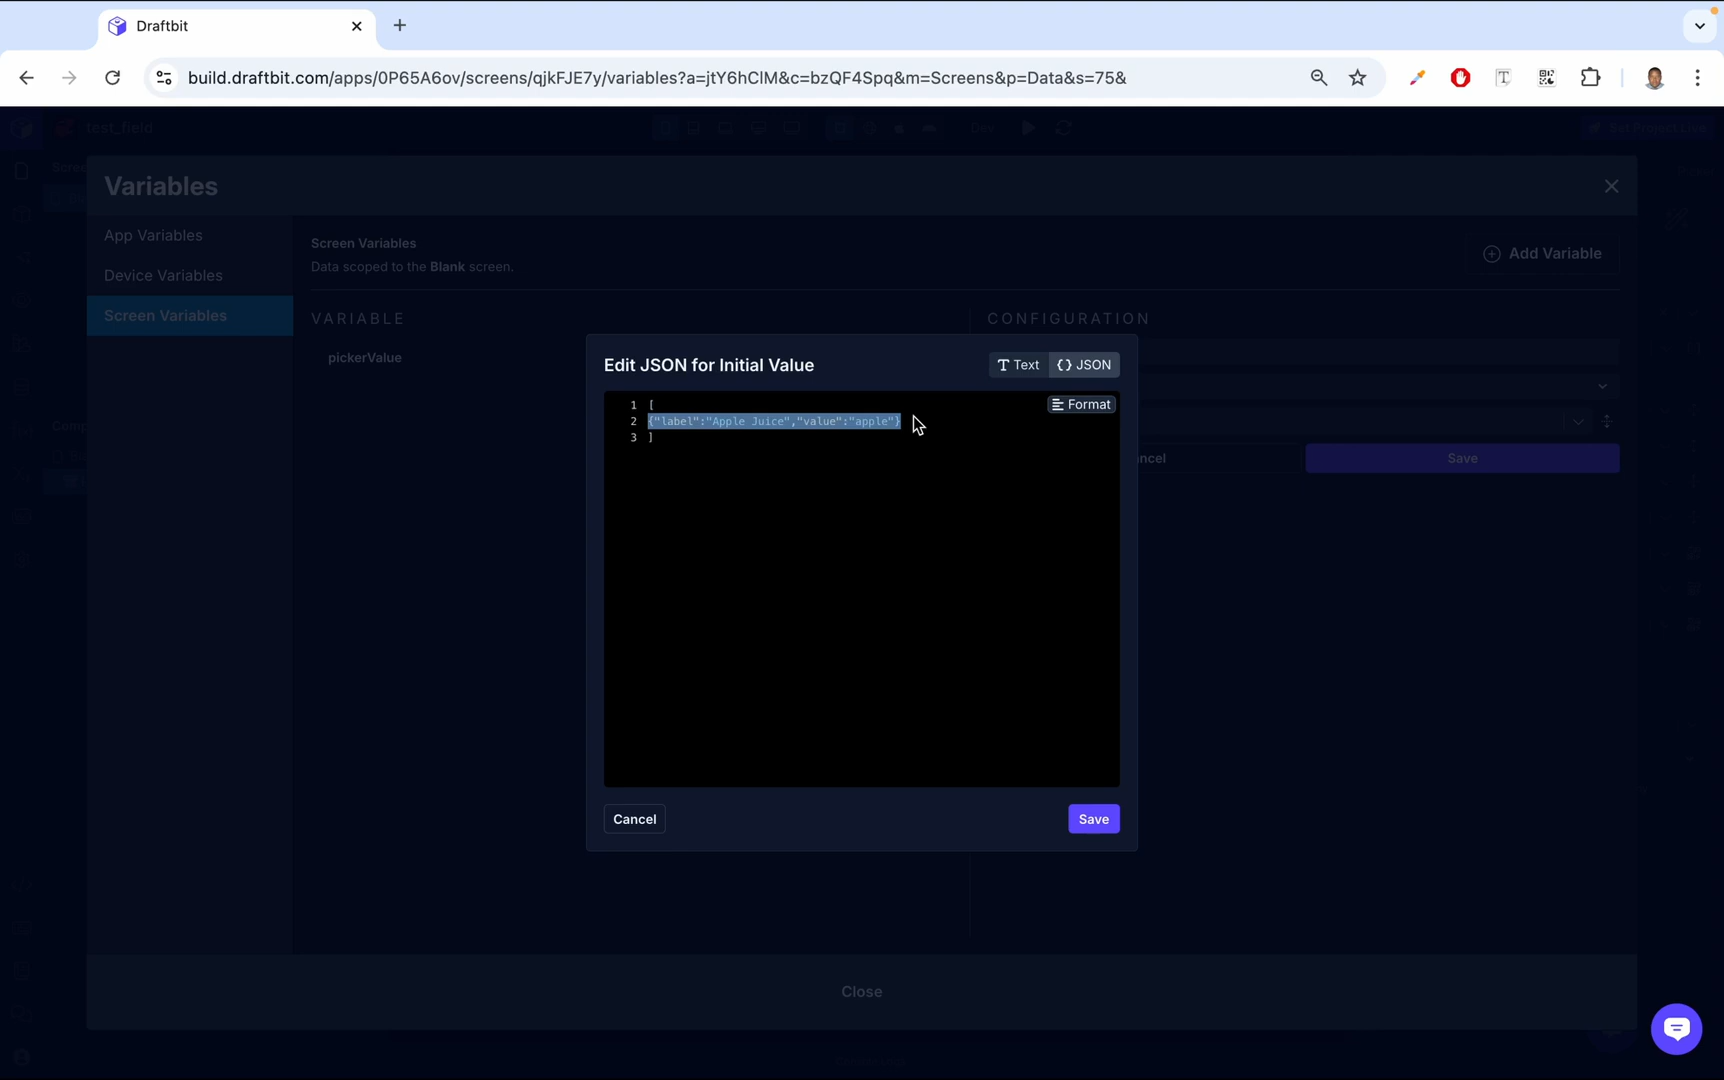 Draftbit
build.draftbit.com/apps/0P65A6ov/screens/qjkFJE7y/variables?a=jtY6hClM&c=bzQF4Spq&m=Screens&p=Data&s=75&
test_field
Dev
Variables
App Variables
Device Variables
Screen Variables
Screen Variables
Data scoped to the Blank screen.
Add Variable
VARIABLE
CONFIGURATION
pickerValue
ncel
Save
Edit JSON for Initial Value
T Text
{} JSON
Format
1 [
2 {"label":"Apple Juice","value":"apple"}
3 ]
Cancel
Save
Close